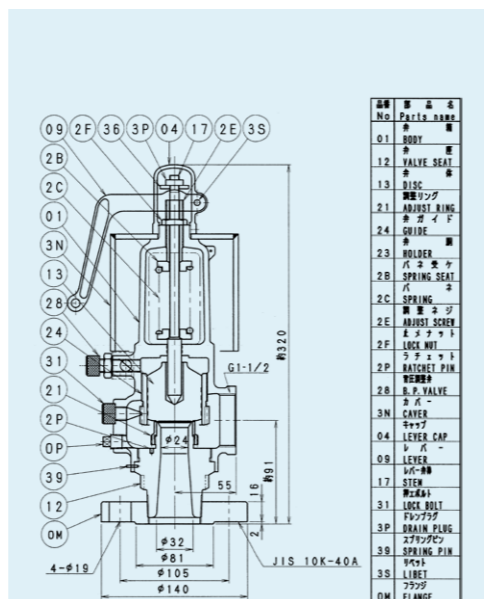 09 2F 36 3P 04 17 2E 3S
2B
2C
01
3N
13
28
24
31
21
2P
0P
39
12
0M
G1-1/2
約320
約91
φ24
55
16
2
φ32
φ81
φ105
φ140
4-φ19
JIS 10K-40A
品番 部品名
No Parts name
弁箱
01 BODY
弁座
12 VALVE SEAT
弁体
13 DISC
調整リング
21 ADJUST RING
弁ガイド
24 GUIDE
弁胴
23 HOLDER
バネ受ケ
2B SPRING SEAT
バネ
2C SPRING
調整ネジ
2E ADJUST SCREW
止メナット
2F LOCK NUT
ラチェット
2P RATCHET PIN
背圧調整弁
28 B.P.VALVE
カバー
3N CAVER
キャップ
04 LEVER CAP
レバー
09 LEVER
17 STEM
押エボルト
31 LOCK BOLT
ドレンプラグ
3P DRAIN PLUG
スプリングピン
39 SPRING PIN
リベット
3S LIBET
フランジ
0M FLANGE